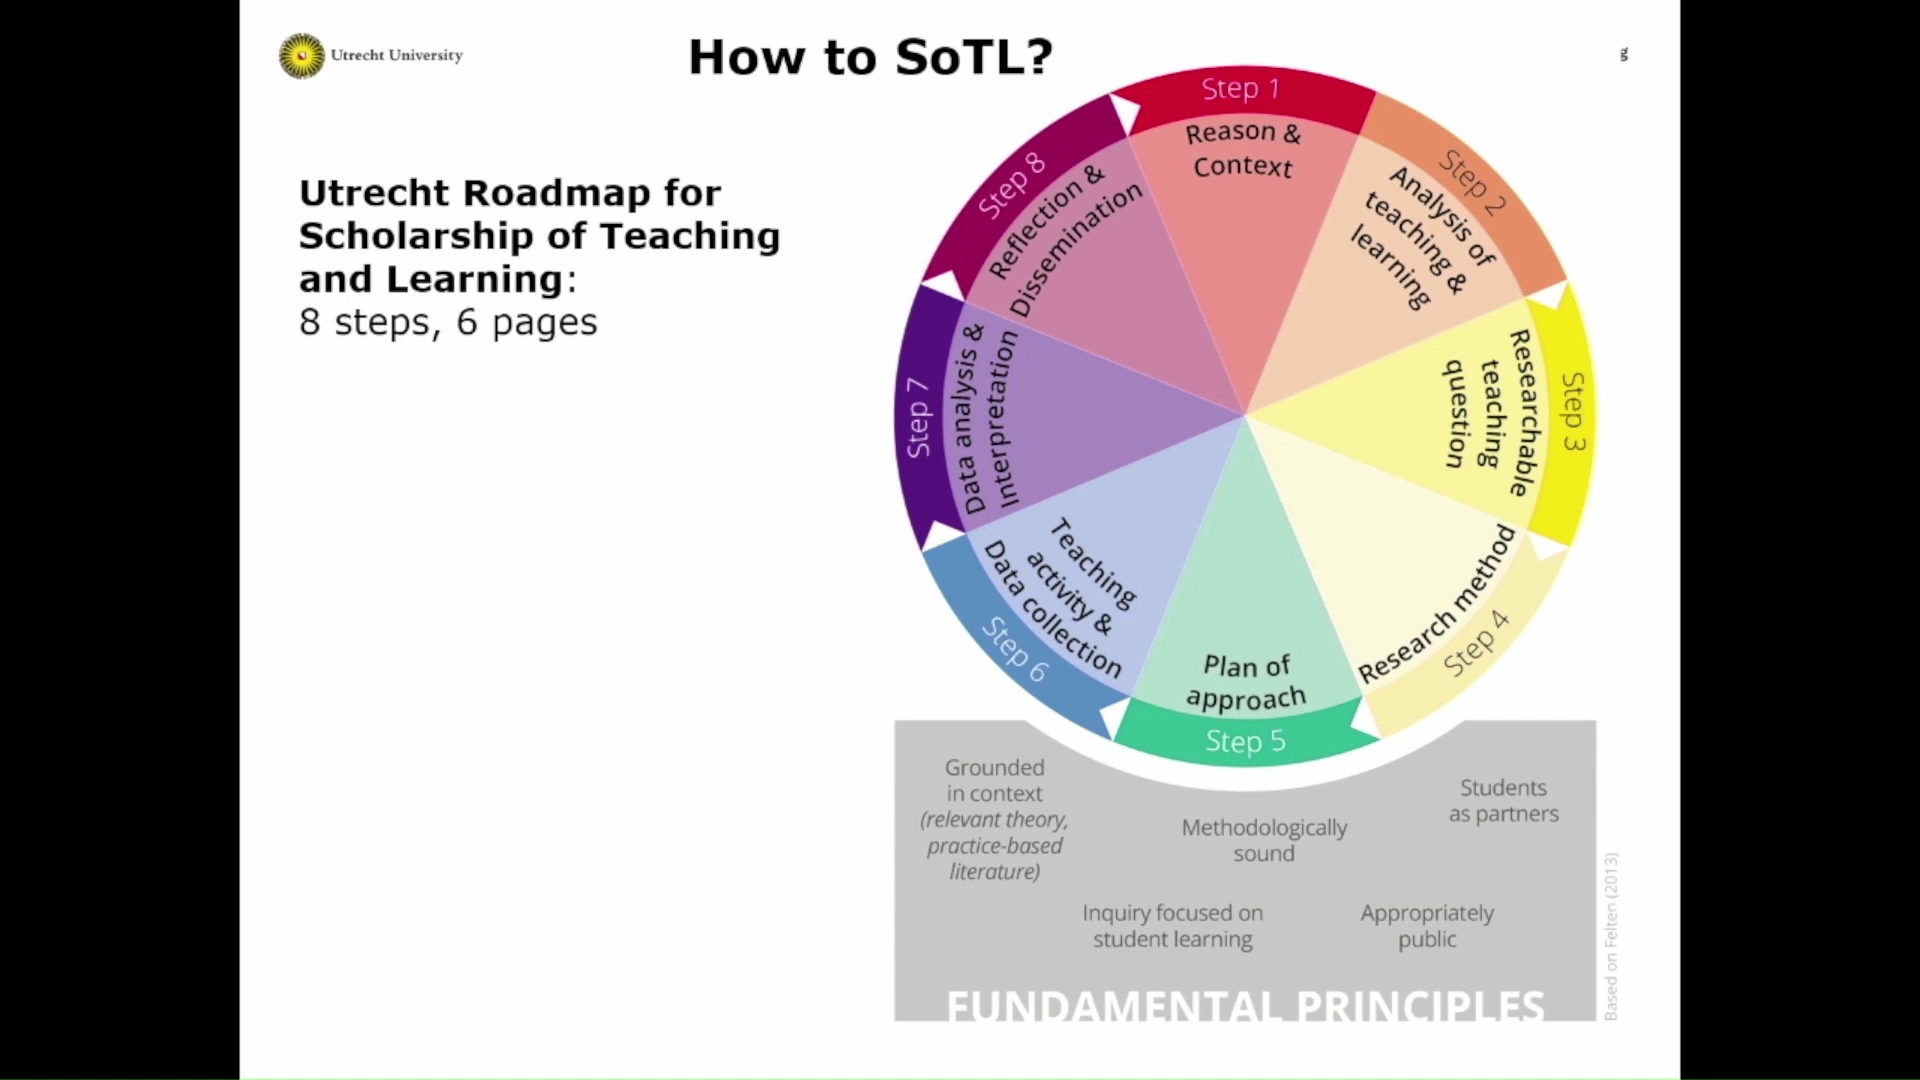 Utrecht University
How to SoTL?
g
Utrecht Roadmap for
Scholarship of Teaching
and Learning:
8 steps, 6 pages
Step 1
Reason &
Context
Step 2
Analysis of
teaching &
learning
Step 3
Researchable
teaching
question
Step 4
Research method
Step 5
Plan of
approach
Step 6
Teaching
activity &
Data collection
Step 7
Data analysis &
Interpretation
Step 8
Reflection &
Dissemination
Grounded
in context
(relevant theory,
practice-based
literature)
Methodologically
sound
Students
as partners
Inquiry focused on
student learning
Appropriately
public
FUNDAMENTAL PRINCIPLES
Based on Felten (2013)